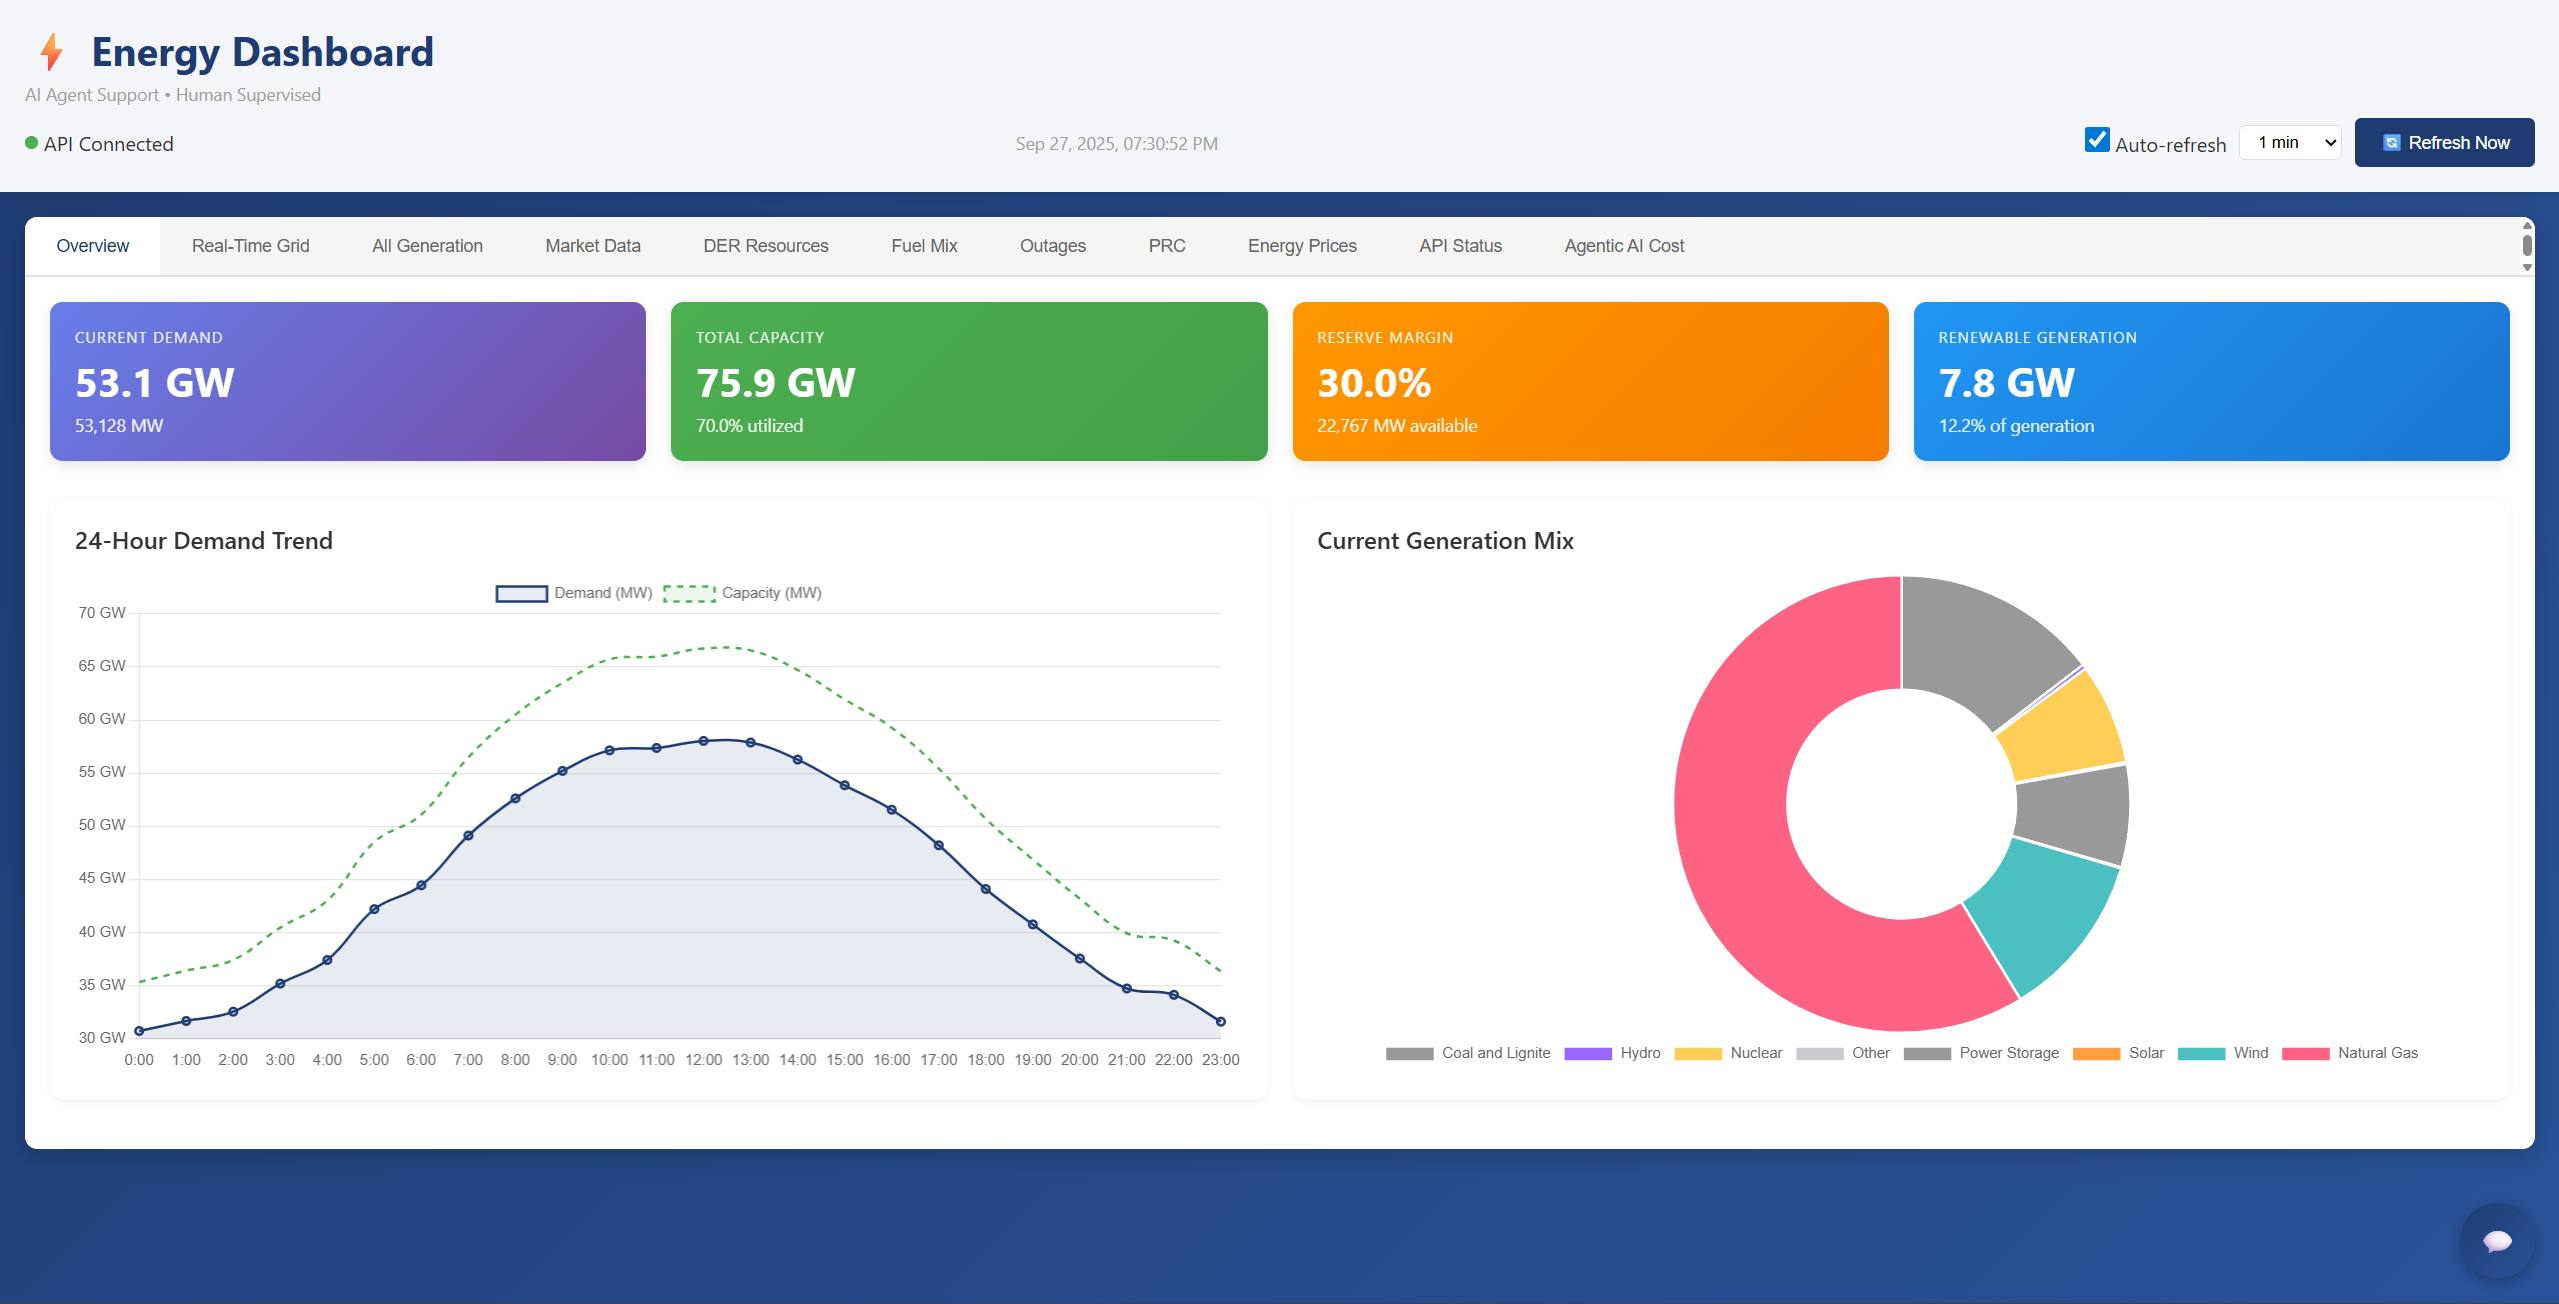 Energy Dashboard
AI Agent Support • Human Supervised
API Connected
Sep 27, 2025, 07:30:52 PM
Auto-refresh
1 min
Refresh Now
Overview Real-Time Grid All Generation Market Data DER Resources Fuel Mix Outages PRC Energy Prices API Status Agentic AI Cost
CURRENT DEMAND
53.1 GW
53,128 MW
TOTAL CAPACITY
75.9 GW
70.0% utilized
RESERVE MARGIN
30.0%
22,767 MW available
RENEWABLE GENERATION
7.8 GW
12.2% of generation
24-Hour Demand Trend
Demand (MW) Capacity (MW)
70 GW
65 GW
60 GW
55 GW
50 GW
45 GW
40 GW
35 GW
30 GW
0:00 1:00 2:00 3:00 4:00 5:00 6:00 7:00 8:00 9:00 10:00 11:00 12:00 13:00 14:00 15:00 16:00 17:00 18:00 19:00 20:00 21:00 22:00 23:00
Current Generation Mix
Coal and Lignite Hydro Nuclear Other Power Storage Solar Wind Natural Gas